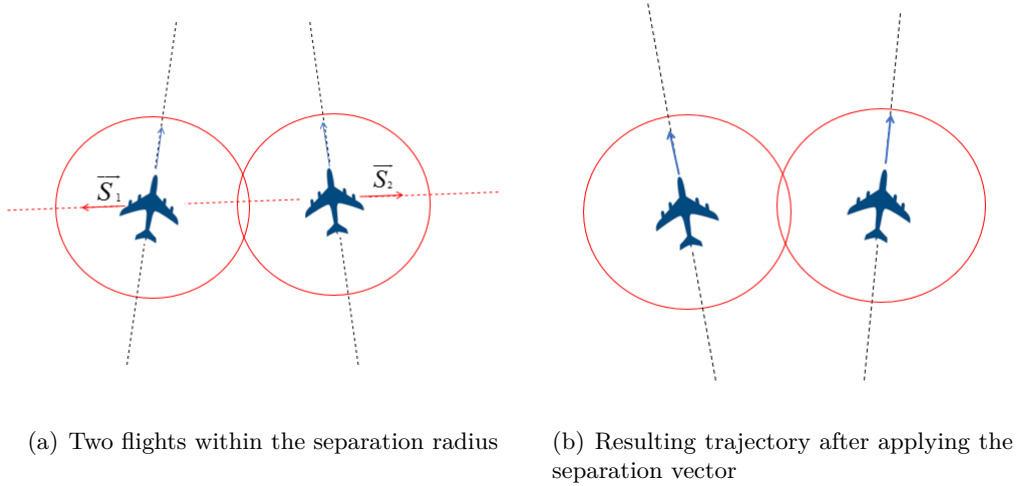 S₁
S₂
(a) Two flights within the separation radius
(b) Resulting trajectory after applying the
separation vector